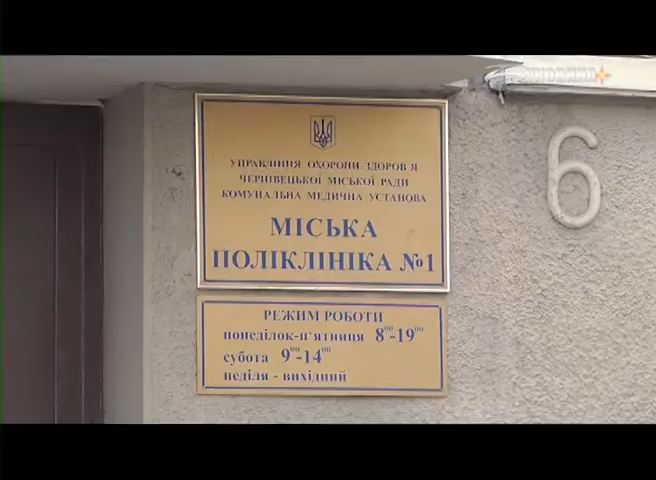 6
УПРАВЛІННЯ ОХОРОНИ ЗДОРОВ'Я
ЧЕРНІВЕЦЬКОЇ МІСЬКОЇ РАДИ
КОМУНАЛЬНА МЕДИЧНА УСТАНОВА
МІСЬКА
ПОЛІКЛІНІКА №1
РЕЖИМ РОБОТИ
понеділок-п'ятниця 8⁰⁰-19⁰⁰
субота 9⁰⁰-14⁰⁰
неділя - вихідний